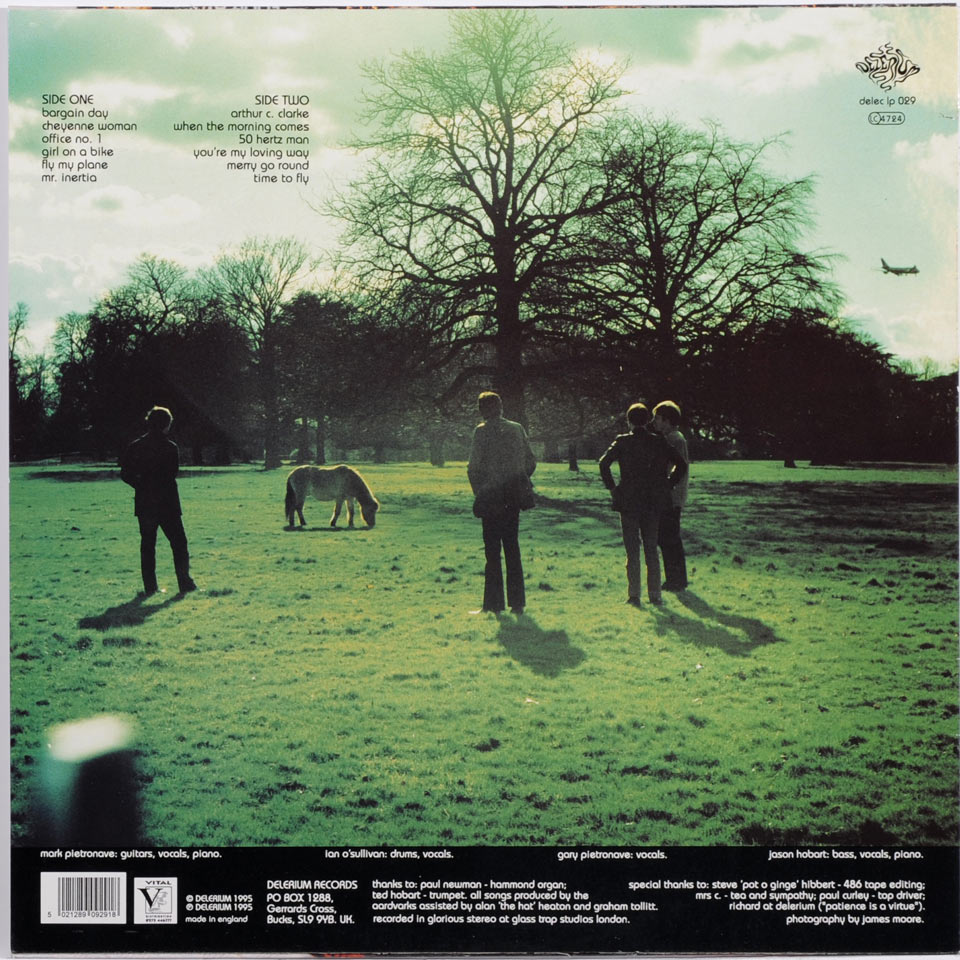 SIDE ONE
bargain day
cheyenne woman
office no. 1
girl on a bike
fly my plane
mr. inertia
SIDE TWO
arthur c. clarke
when the morning comes
50 hertz man
you're my loving way
merry go round
time to fly
DELERIUM
delec lp 029
LC 4724
mark pietronave: guitars, vocals, piano.
ian o'sullivan: drums, vocals.
gary pietronave: vocals.
jason hobart: bass, vocals, piano.
5 021289 092918
VITAL
DISTRIBUTION
℗ DELERIUM 1995
© DELERIUM 1995
made in england
DELERIUM RECORDS
PO BOX 1288,
Gerrards Cross,
Bucks, SL9 9YB. UK.
thanks to: paul newman - hammond organ;
ted hobart - trumpet. all songs produced by the
aardvarks assisted by alan 'the hat' heaton and graham tollitt.
recorded in glorious stereo at glass trap studios london.
special thanks to: steve 'pot o ginge' hibbert - 486 tape editing;
mrs c. - tea and sympathy; paul curley - top driver;
richard at delerium ("patience is a virtue").
photography by james moore.